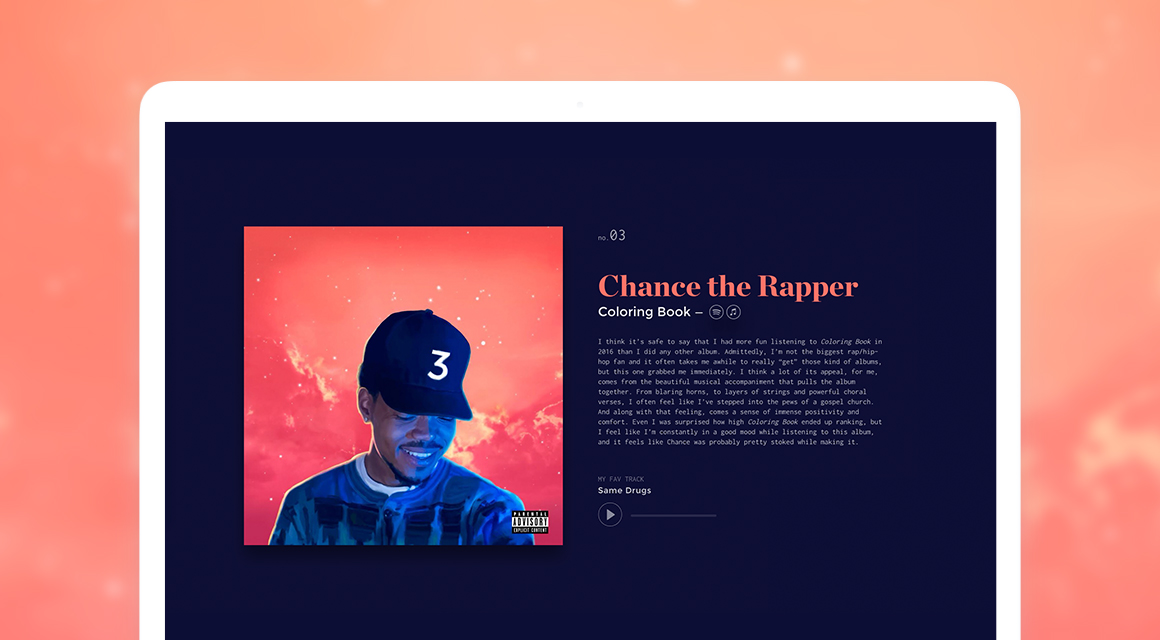 no.03
Chance the Rapper
Coloring Book –
I think it's safe to say that I had more fun listening to Coloring Book in
2016 than I did any other album. Admittedly, I'm not the biggest rap/hip-
hop fan and it often takes me awhile to really “get” those kind of albums,
but this one grabbed me immediately. I think a lot of its appeal, for me,
comes from the beautiful musical accompaniment that pulls the album
together. From blaring horns, to layers of strings and powerful choral
verses, I often feel like I've stepped into the pews of a gospel church.
And along with that feeling, comes a sense of immense positivity and
comfort. Even I was surprised how high Coloring Book ended up ranking, but
I feel like I'm constantly in a good mood while listening to this album,
and it feels like Chance was probably pretty stoked while making it.
MY FAV TRACK
Same Drugs
3
PARENTAL
ADVISORY
EXPLICIT CONTENT